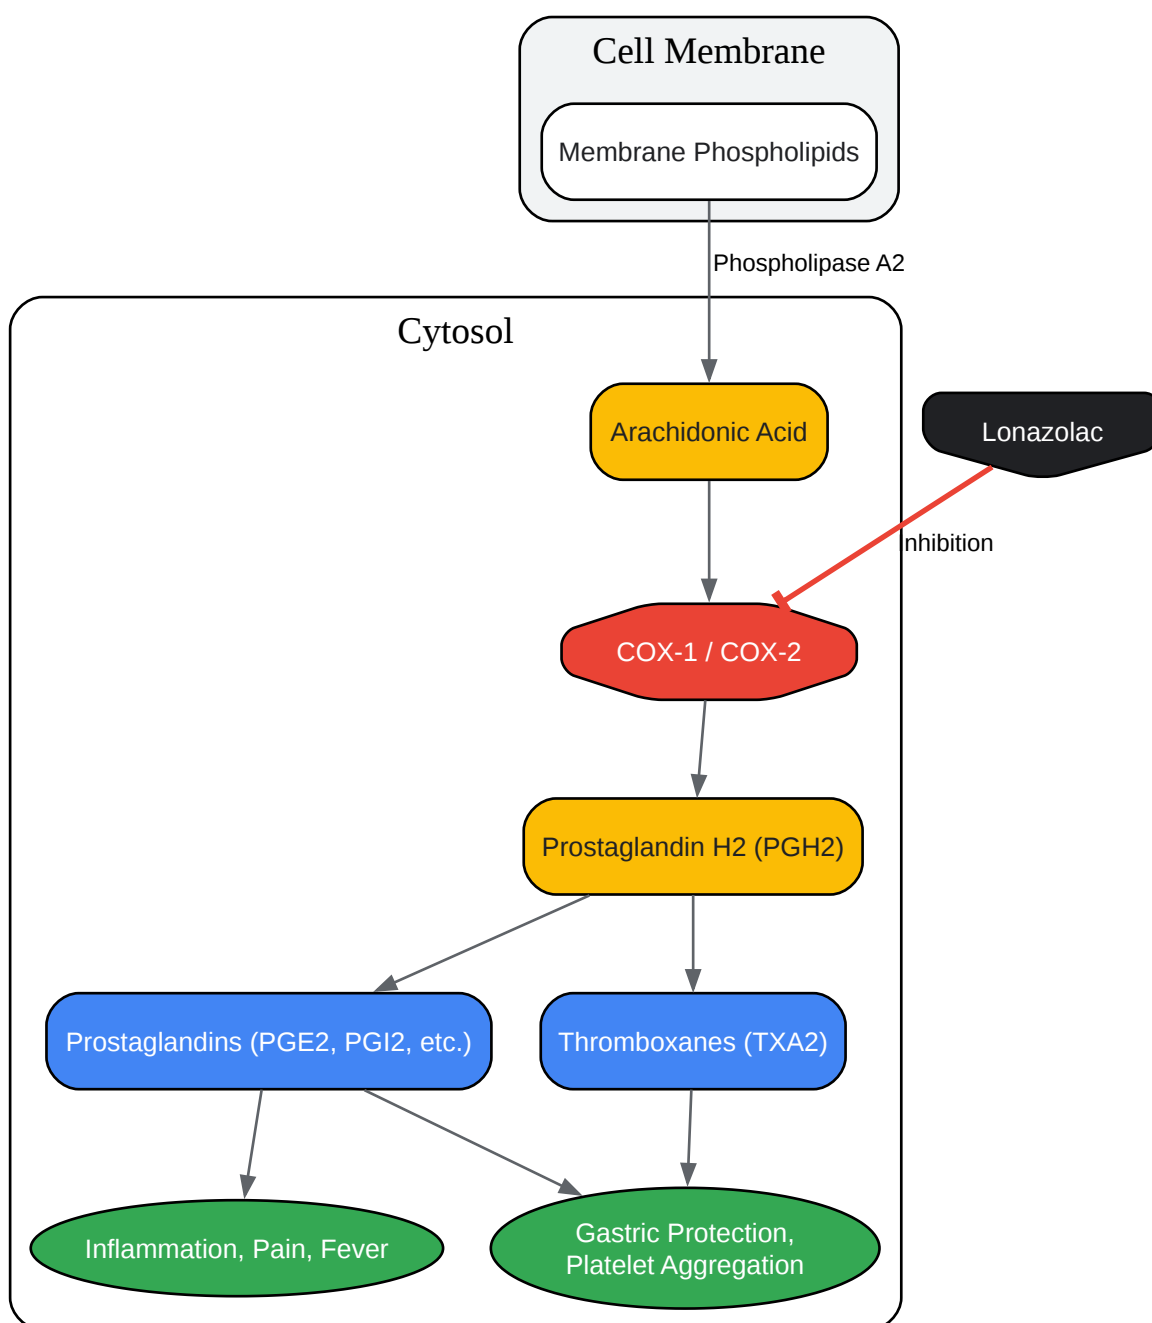 Cell Membrane
Membrane Phospholipids
Phospholipase A2
Cytosol
Arachidonic Acid
Lonazolac
nhibition
COX-1 / COX-2
Prostaglandin H2 (PGH2)
Prostaglandins (PGE2, PGI2, etc.)
Thromboxanes (TXA2)
Inflammation, Pain, Fever
Gastric Protection,
Platelet Aggregation